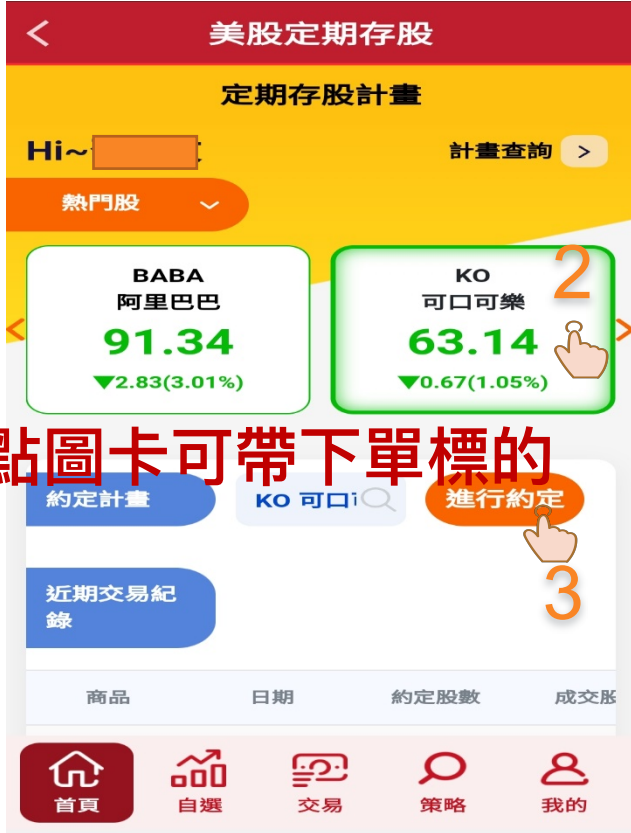 美股定期存股
定期存股計畫
Hi~
計畫查詢 >
熱門股
BABA
阿里巴巴
91.34
▼2.83(3.01%)
KO
可口可樂
63.14
▼0.67(1.05%)
2
點圖卡可帶下單標的
約定計畫
KO 可口
進行約定
3
近期交易紀
錄
商品 日期 約定股數 成交股
首頁 自選 交易 策略 我的